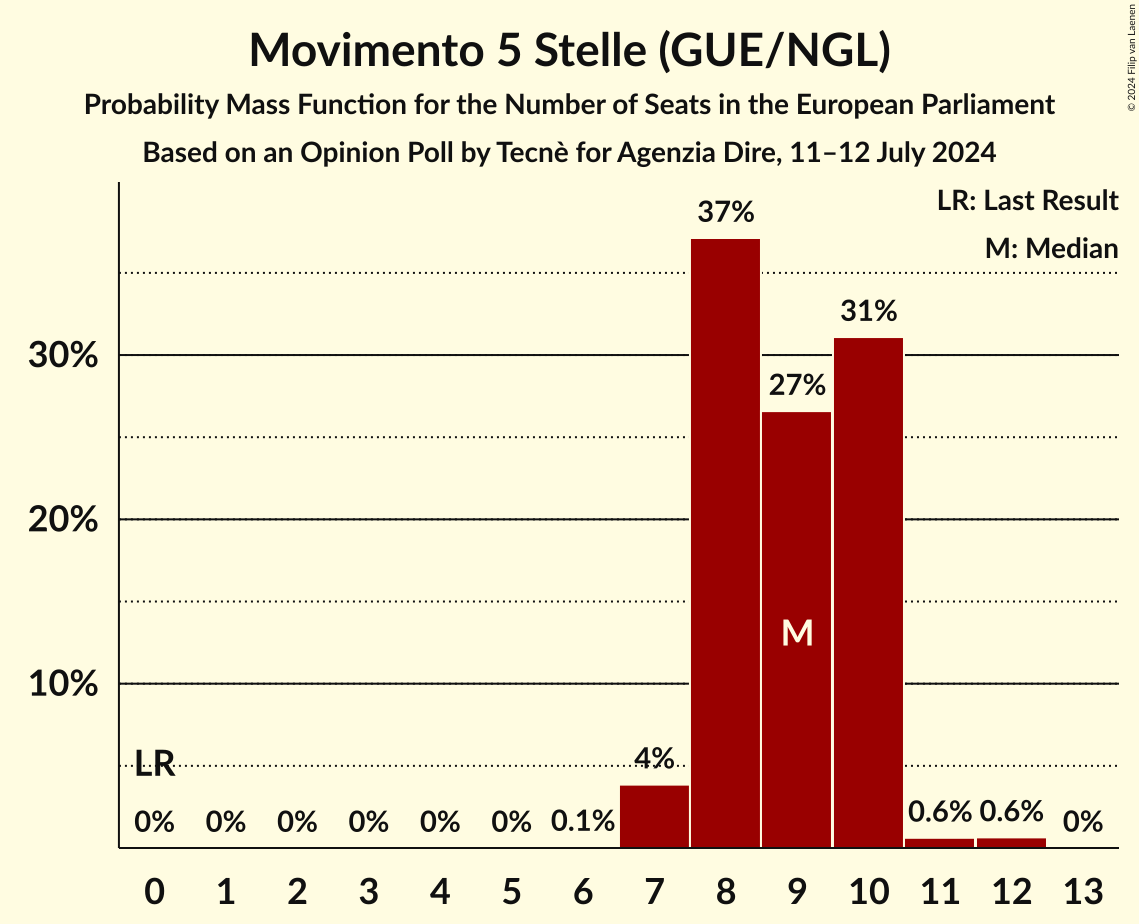 Movimento 5 Stelle (GUE/NGL)
Probability Mass Function for the Number of Seats in the European Parliament
Based on an Opinion Poll by Tecnè for Agenzia Dire, 11–12 July 2024
© 2024 Filip van Laenen
LR: Last Result
M: Median
37%
31%
30%
27%
20%
M
10%
LR
4%
0% 0% 0% 0% 0% 0% 0.1% 0.6% 0.6% 0%
0 1 2 3 4 5 6 7 8 9 10 11 12 13